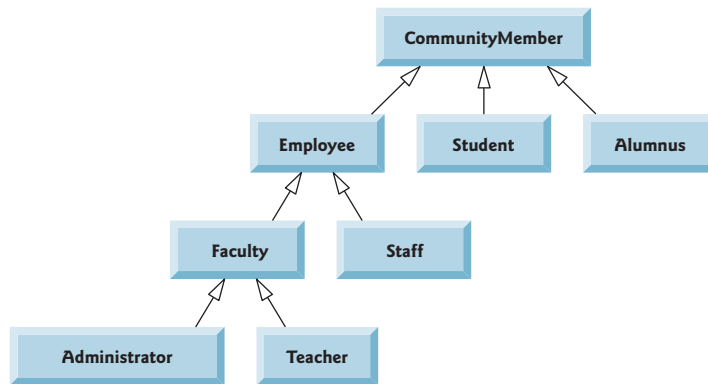 CommunityMember
Employee
Student
Alumnus
Faculty
Staff
Administrator
Teacher